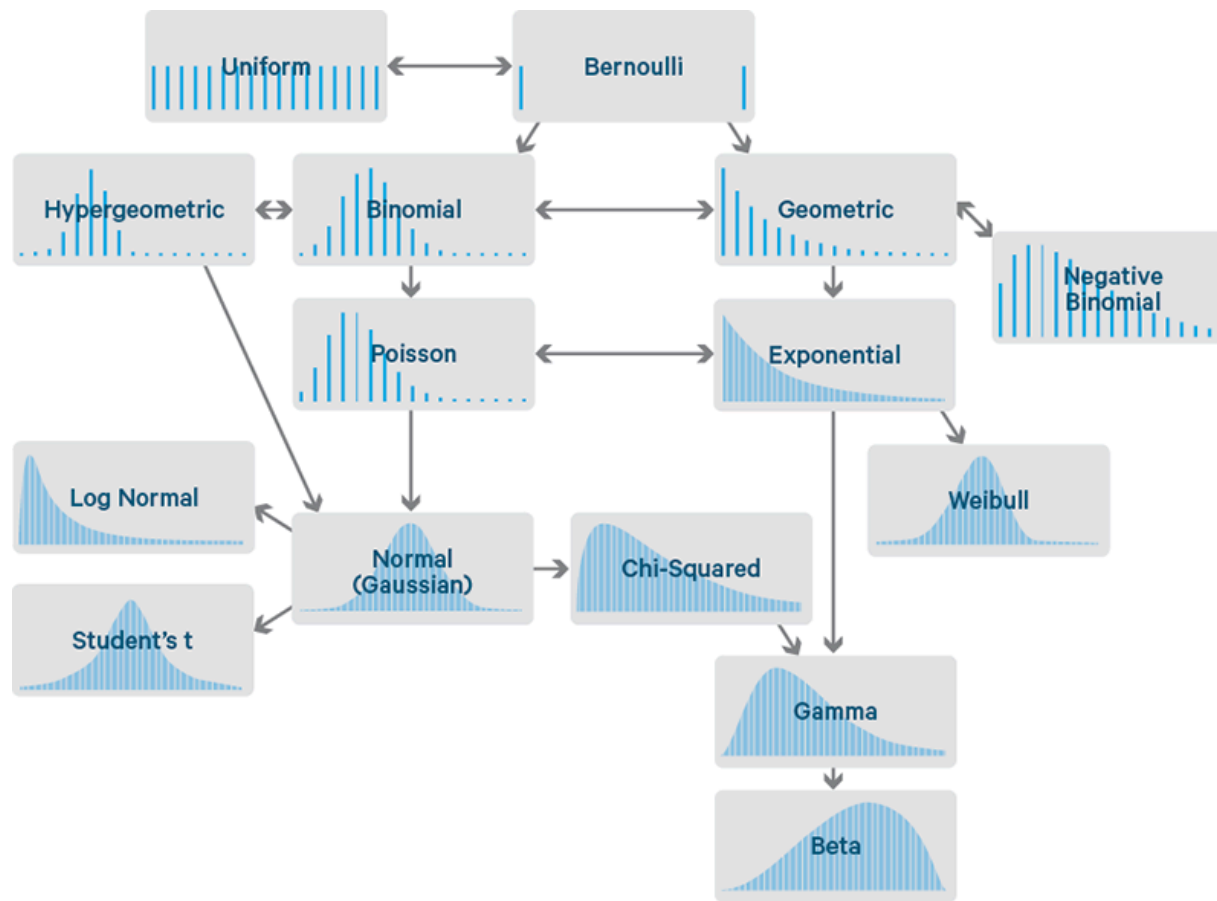 Uniform
Bernoulli
Hypergeometric
Binomial
Geometric
Negative
Binomial
Poisson
Exponential
Log Normal
Weibull
Normal
(Gaussian)
Chi-Squared
Student’s t
Gamma
Beta